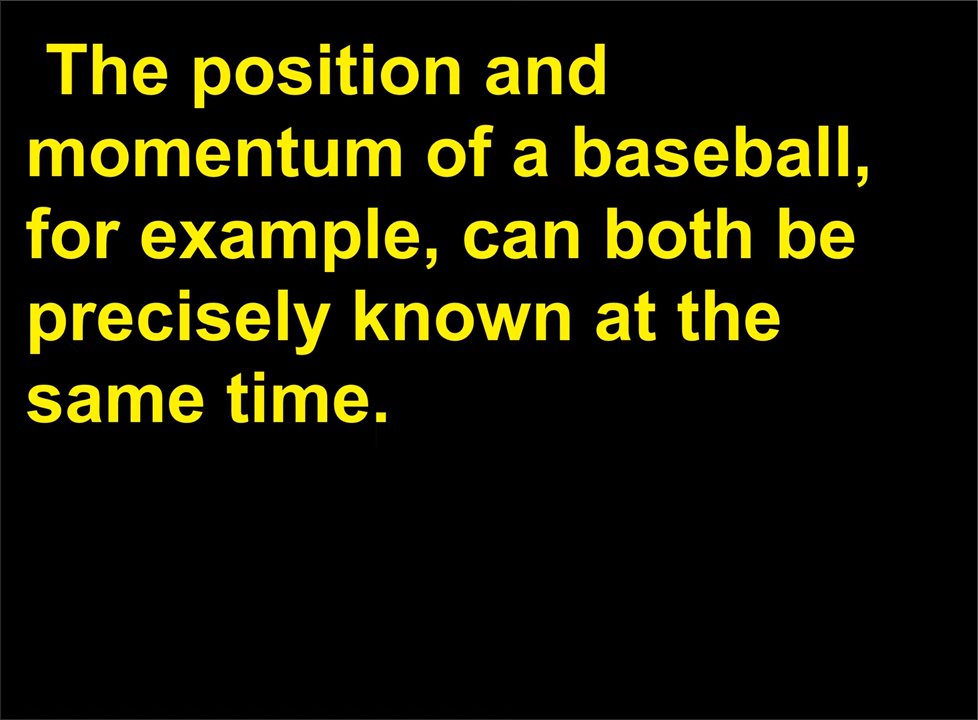 The position and
momentum of a baseball,
for example, can both be
precisely known at the
same time.